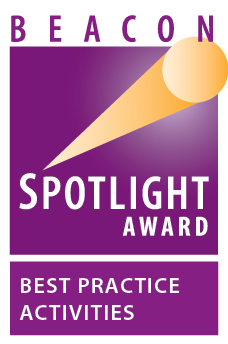 BEACON
SPOTLIGHT
AWARD
BEST PRACTICE
ACTIVITIES